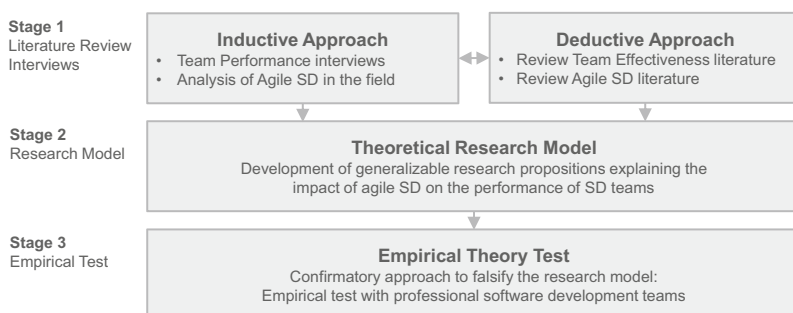 Stage 1
Literature Review
Interviews
Inductive Approach
• Team Performance interviews
• Analysis of Agile SD in the field
Deductive Approach
• Review Team Effectiveness literature
• Review Agile SD literature
Stage 2
Research Model
Theoretical Research Model
Development of generalizable research propositions explaining the
impact of agile SD on the performance of SD teams
Stage 3
Empirical Test
Empirical Theory Test
Confirmatory approach to falsify the research model:
Empirical test with professional software development teams